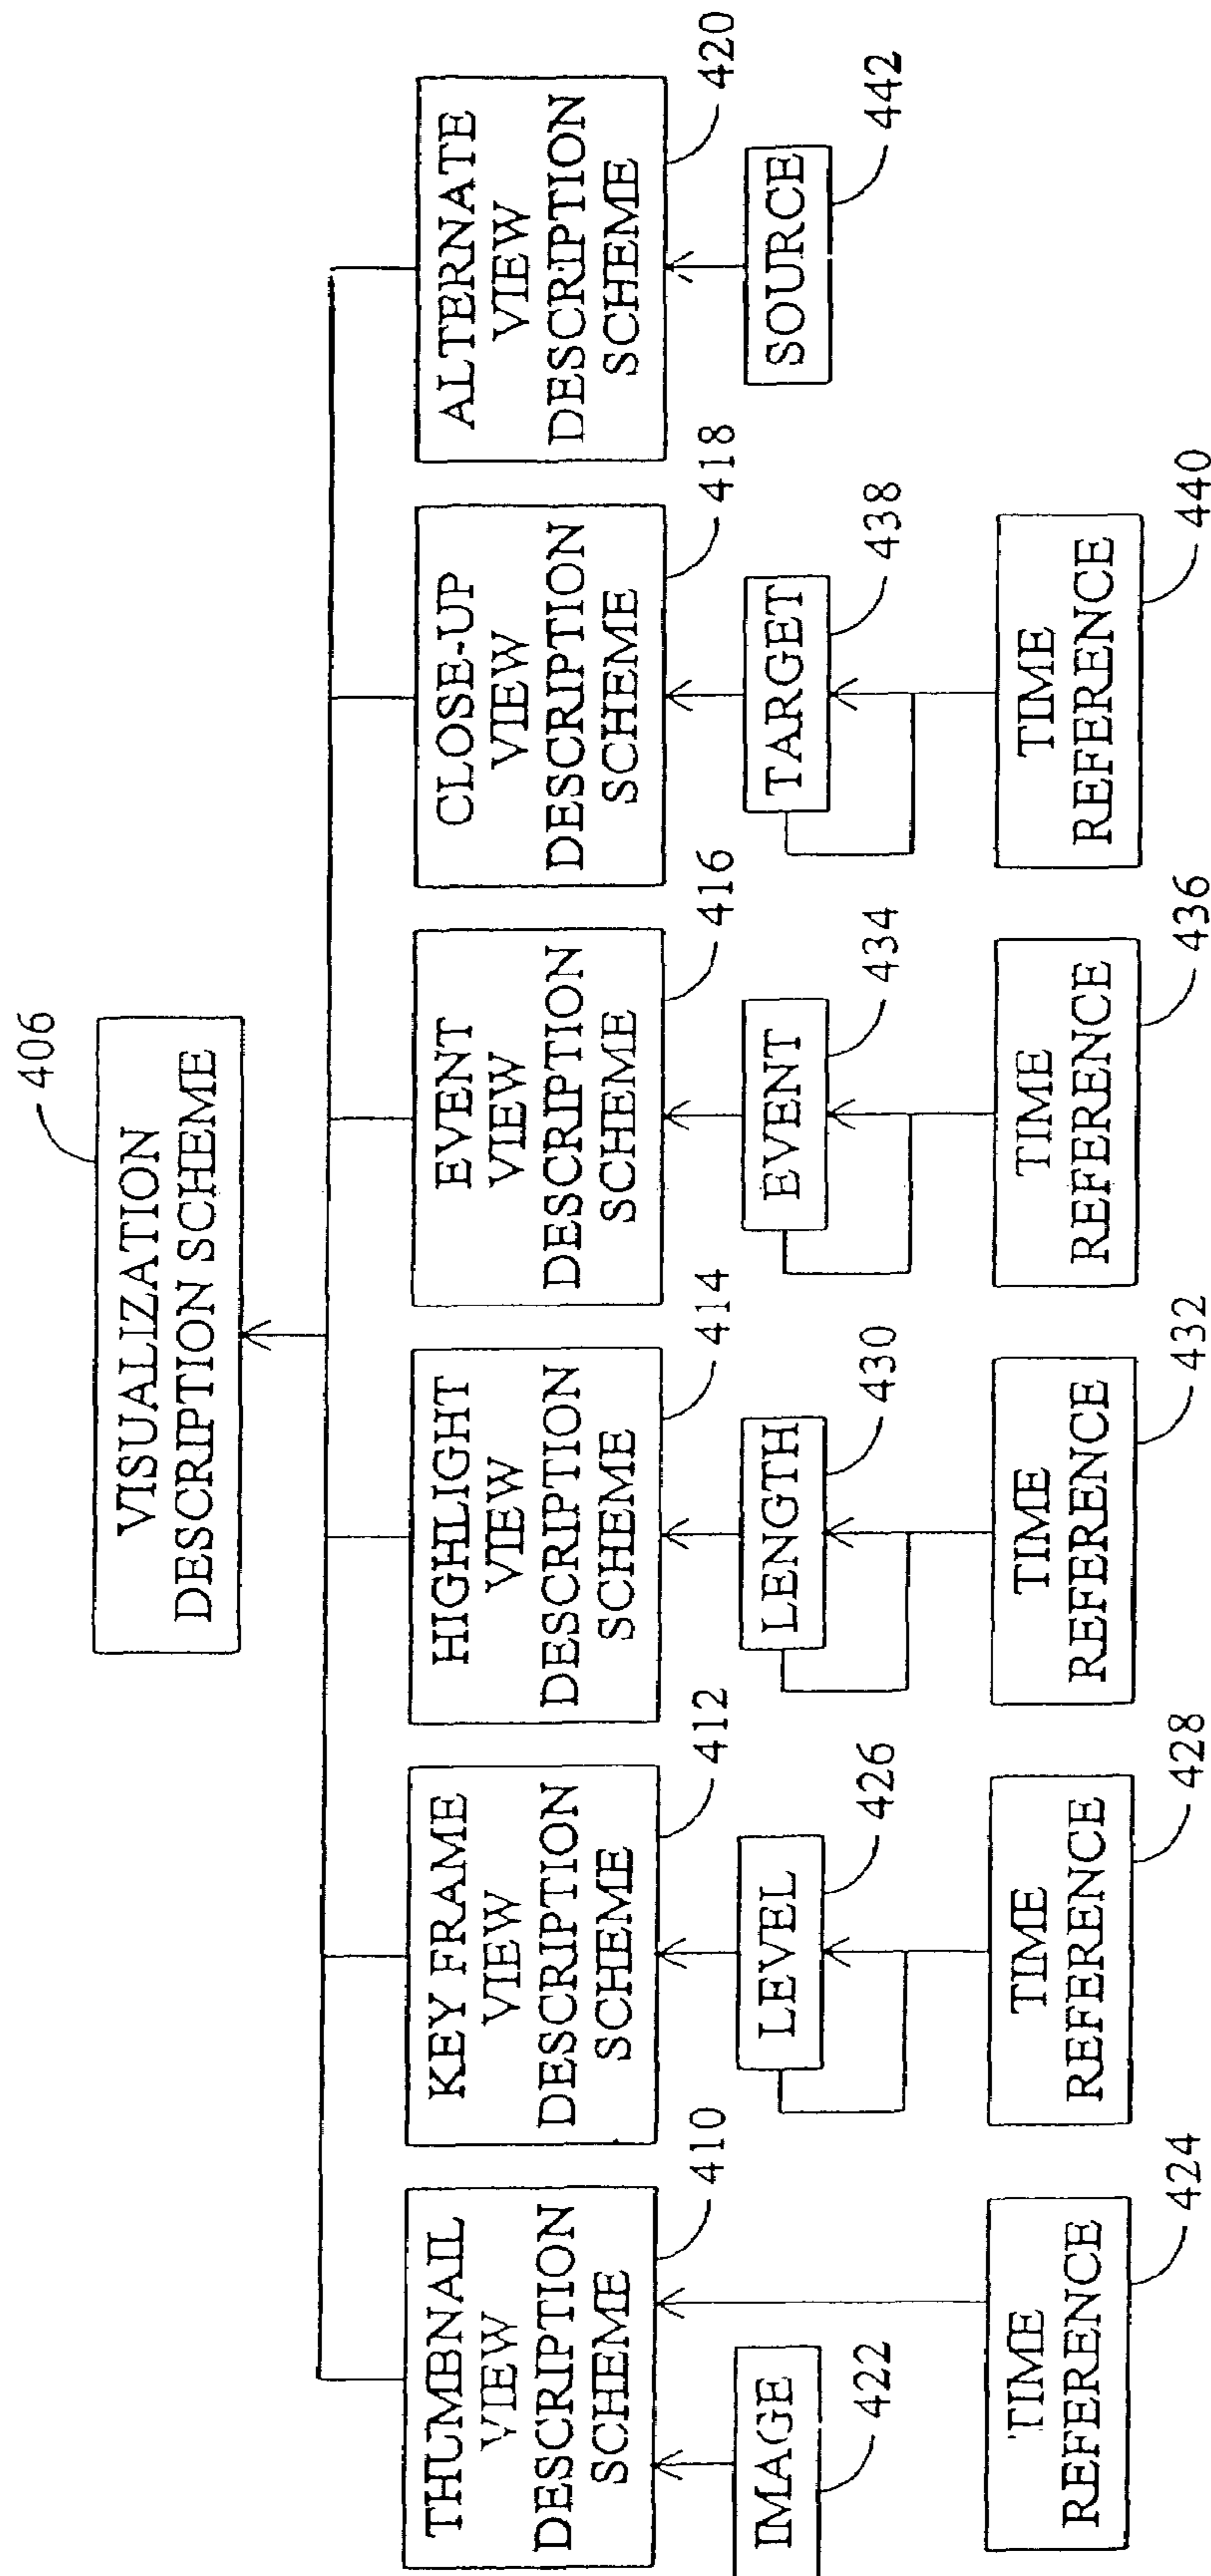 406
VISUALIZATION
DESCRIPTION SCHEME
THUMBNAIL
VIEW
DESCRIPTION
SCHEME
410
KEY FRAME
VIEW
DESCRIPTION
SCHEME
412
HIGHLIGHT
VIEW
DESCRIPTION
SCHEME
414
EVENT
VIEW
DESCRIPTION
SCHEME
416
CLOSE-UP
VIEW
DESCRIPTION
SCHEME
418
ALTERNATE
VIEW
DESCRIPTION
SCHEME
420
IMAGE
422
LEVEL
426
LENGTH
430
EVENT
434
TARGET
438
SOURCE
442
TIME
REFERENCE
424
TIME
REFERENCE
428
TIME
REFERENCE
432
TIME
REFERENCE
436
TIME
REFERENCE
440